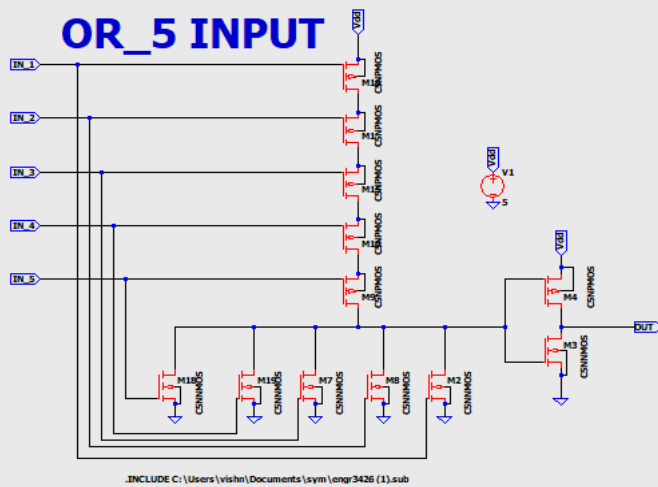 OR_5 INPUT
Vdd
IN_1
CSNPMOS
IN_2
CSNPMOS
IN_3
CSNPMOS
IN_4
CSNPMOS
IN_5
M9
CSNPMOS
Vdd
V1
5
Vdd
M4
CSNPMOS
OUT
M3
CSNNMOS
M18
CSNNMOS
M19
CSNNMOS
M7
CSNNMOS
M8
CSNNMOS
M2
CSNNMOS
.INCLUDE C:\Users\vishn\Documents\sym\engr3426 (1).sub